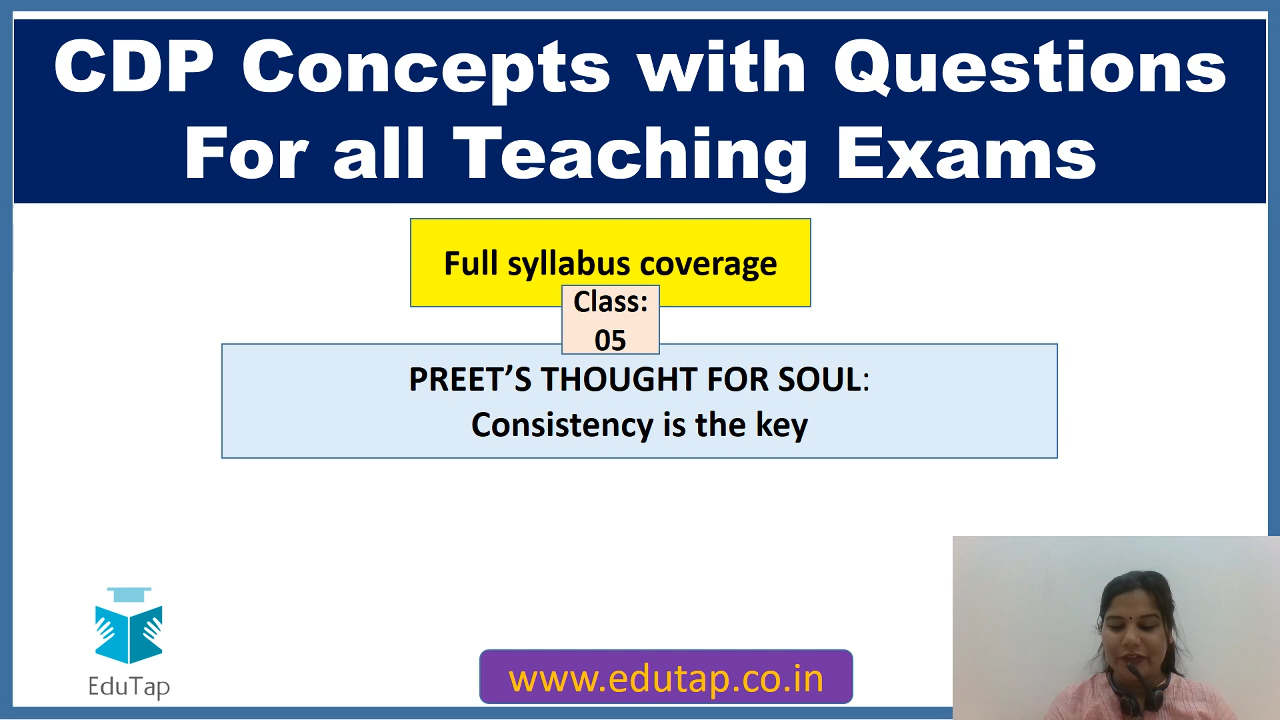 CDP Concepts with Questions
For all Teaching Exams
Full syllabus coverage
Class:
05
PREET’S THOUGHT FOR SOUL:
Consistency is the key
EduTap
www.edutap.co.in